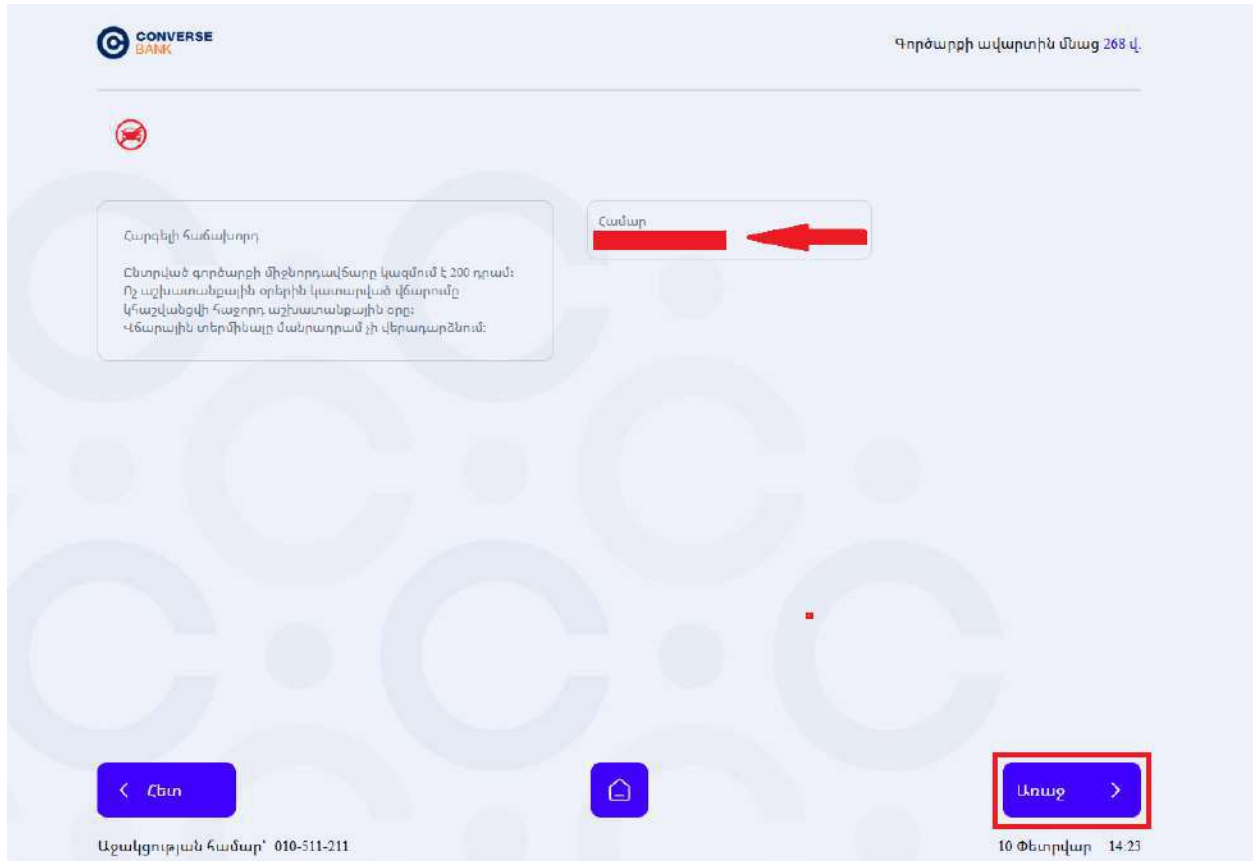 CONVERSE
BANK
Գործարքի ավարտին մնաց 268 վ.
Հարգելի հաճախորդ
Համար
Ընտրված գործարքի միջնորդավճարը կազմում է 200 դրամ:
Ոչ աշխատանքային օրերին կատարված վճարումը
կհաշվանցվի հաջորդ աշխատանքային օրը:
Վճարային տերմինալը մանրադրամ չի վերադարձնում:
Հետ
Առաջ
Աջակցության համար՝ 010-511-211
10 Փետրվար 14:23